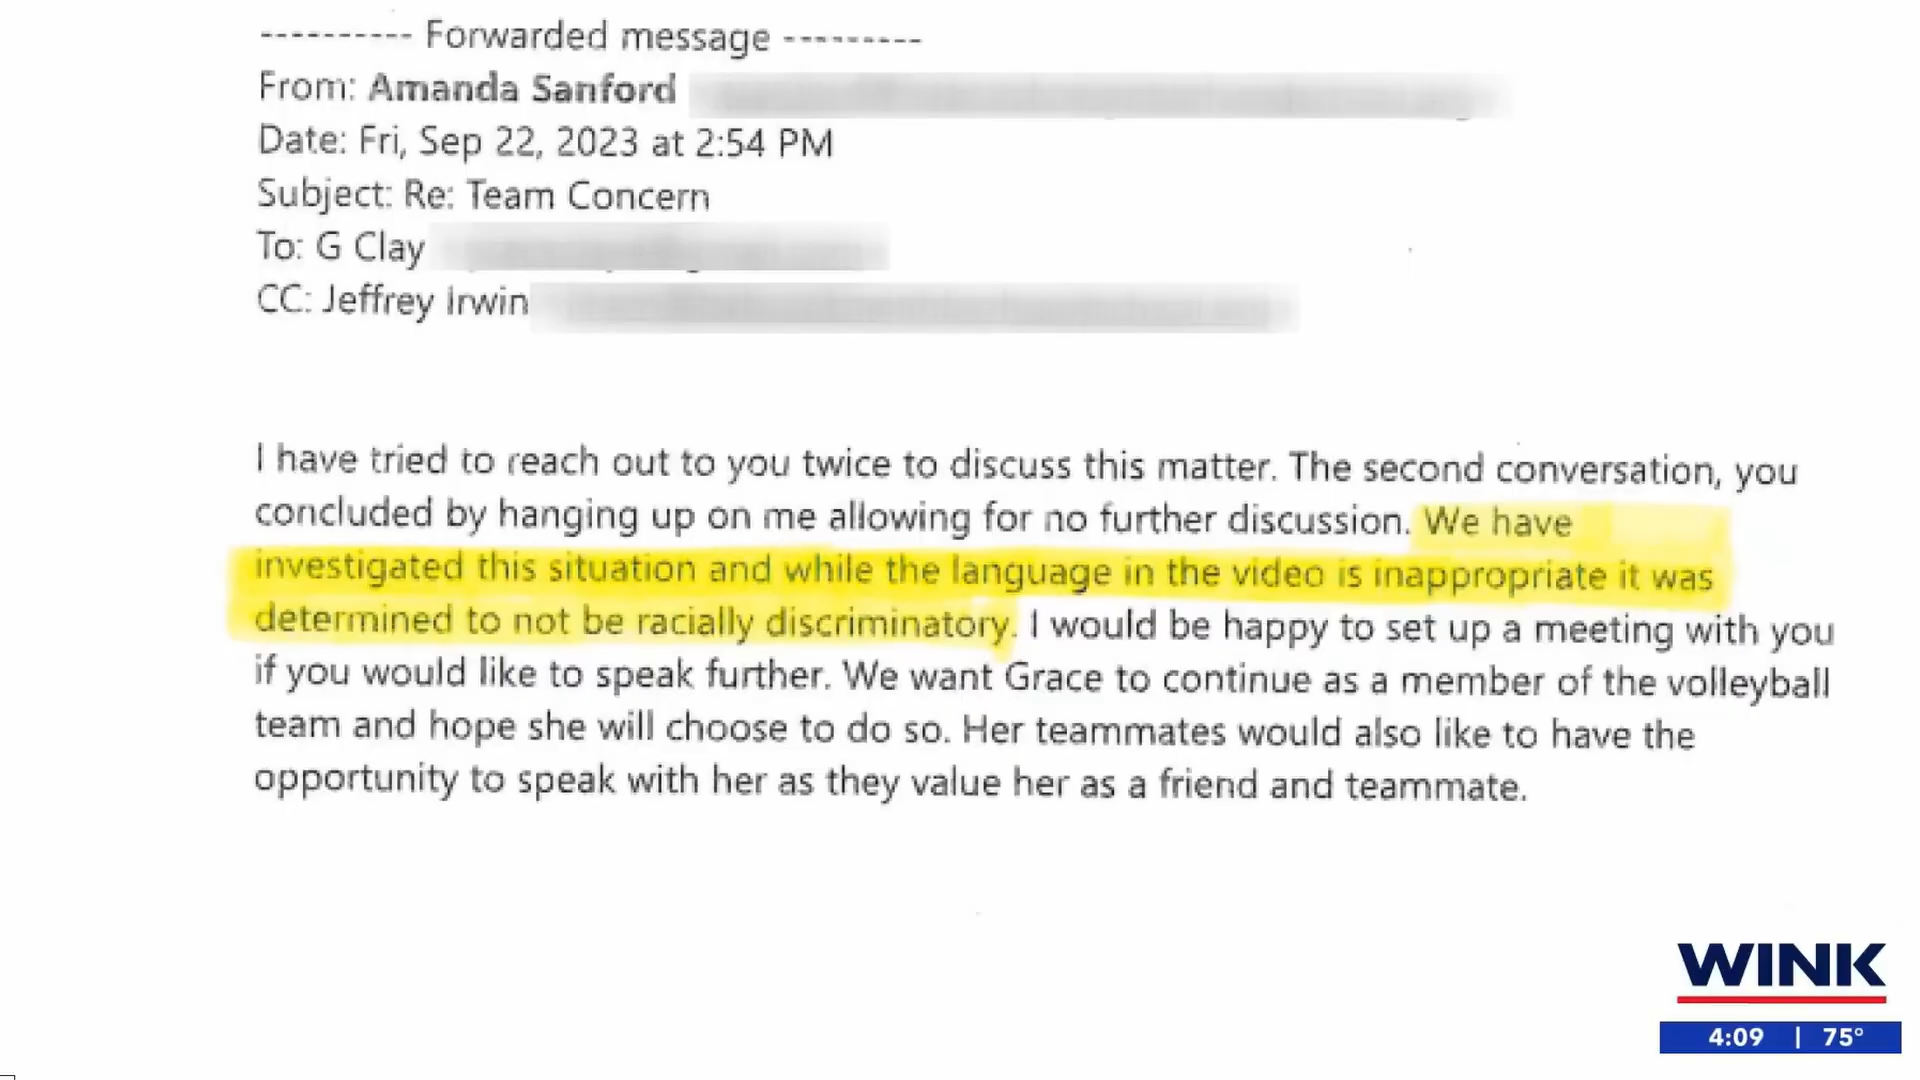 ---------- Forwarded message ---------
From: Amanda Sanford
Date: Fri, Sep 22, 2023 at 2:54 PM
Subject: Re: Team Concern
To: G Clay
CC: Jeffrey Irwin
I have tried to reach out to you twice to discuss this matter. The second conversation, you
concluded by hanging up on me allowing for no further discussion. We have
investigated this situation and while the language in the video is inappropriate it was
determined to not be racially discriminatory. I would be happy to set up a meeting with you
if you would like to speak further. We want Grace to continue as a member of the volleyball
team and hope she will choose to do so. Her teammates would also like to have the
opportunity to speak with her as they value her as a friend and teammate.
WINK
4:09 | 75°